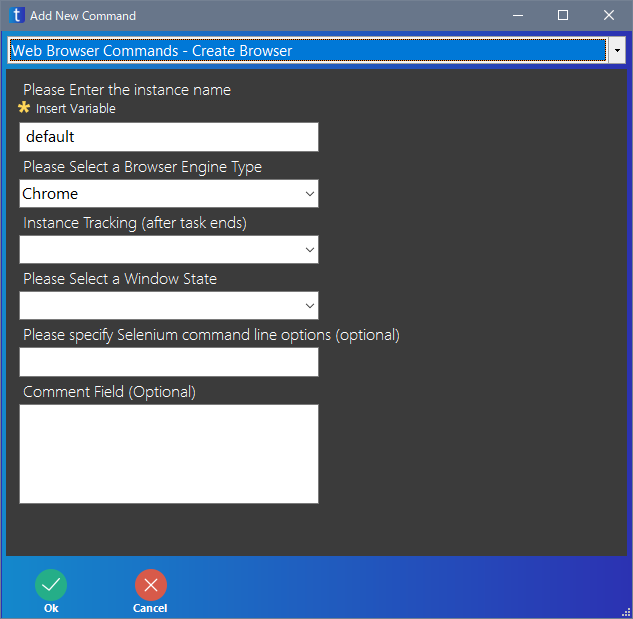 t Add New Command
Web Browser Commands - Create Browser
Please Enter the instance name
Insert Variable
default
Please Select a Browser Engine Type
Chrome
Instance Tracking (after task ends)
Please Select a Window State
Please specify Selenium command line options (optional)
Comment Field (Optional)
Ok Cancel